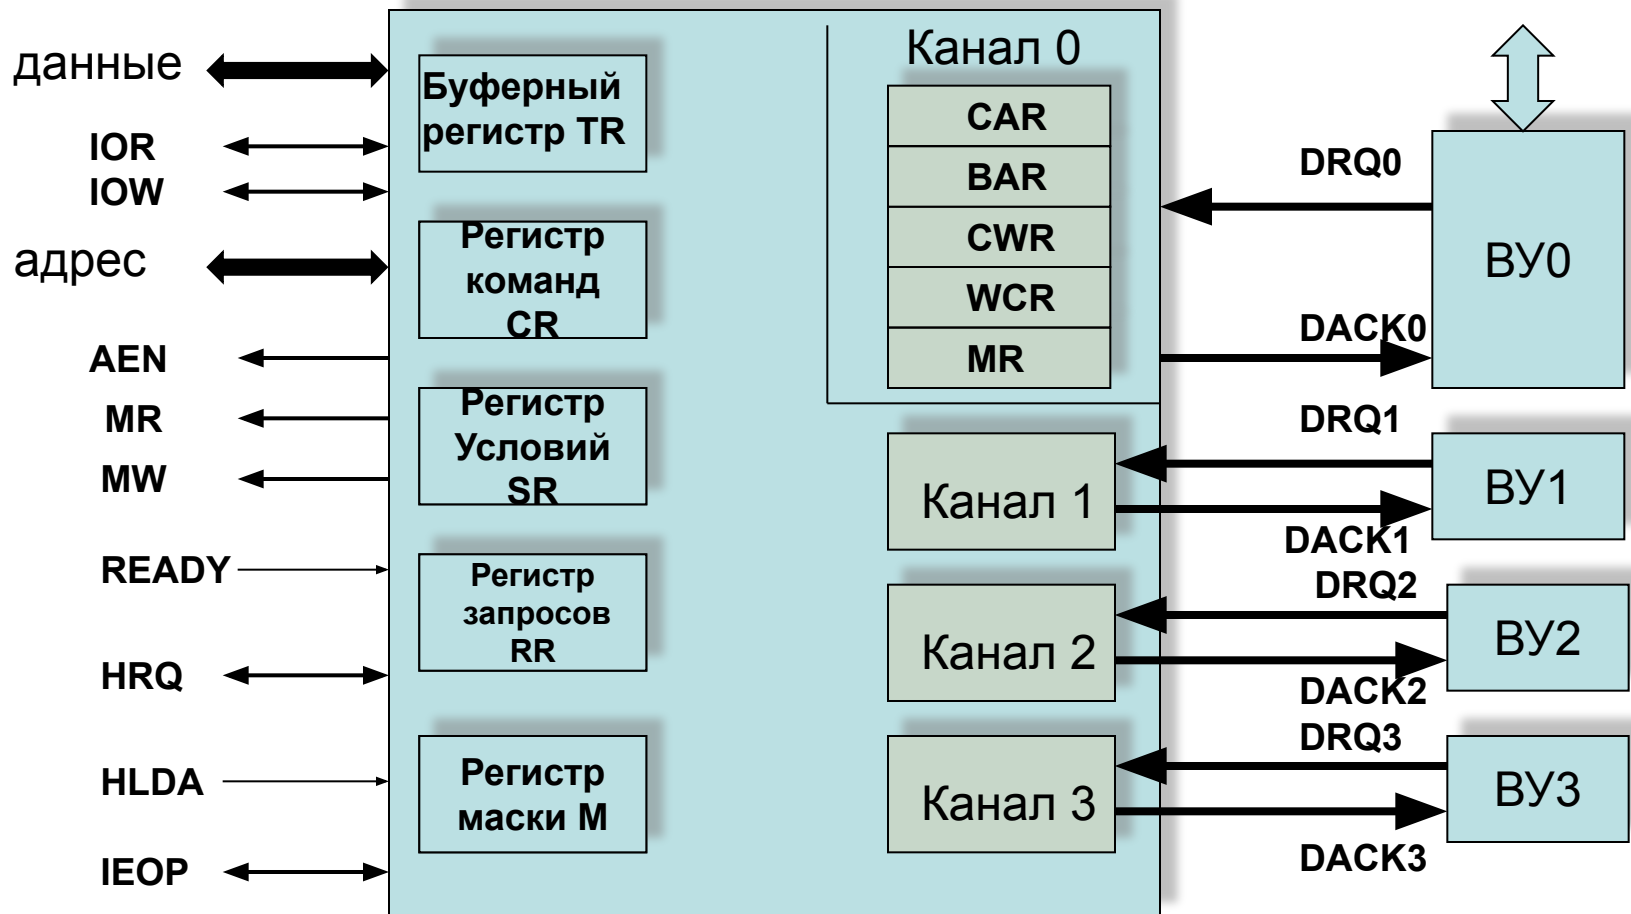 данные
IOR
IOW
адрес
AEN
MR
MW
READY
HRQ
HLDA
IEOP
Буферный
регистр TR
Регистр
команд
CR
Регистр
Условий
SR
Регистр
запросов
RR
Регистр
маски М
Канал 0
CAR
BAR
CWR
WCR
MR
Канал 1
Канал 2
Канал 3
DRQ0
DACK0
DRQ1
DACK1
DRQ2
DACK2
DRQ3
DACK3
ВУ0
ВУ1
ВУ2
ВУ3